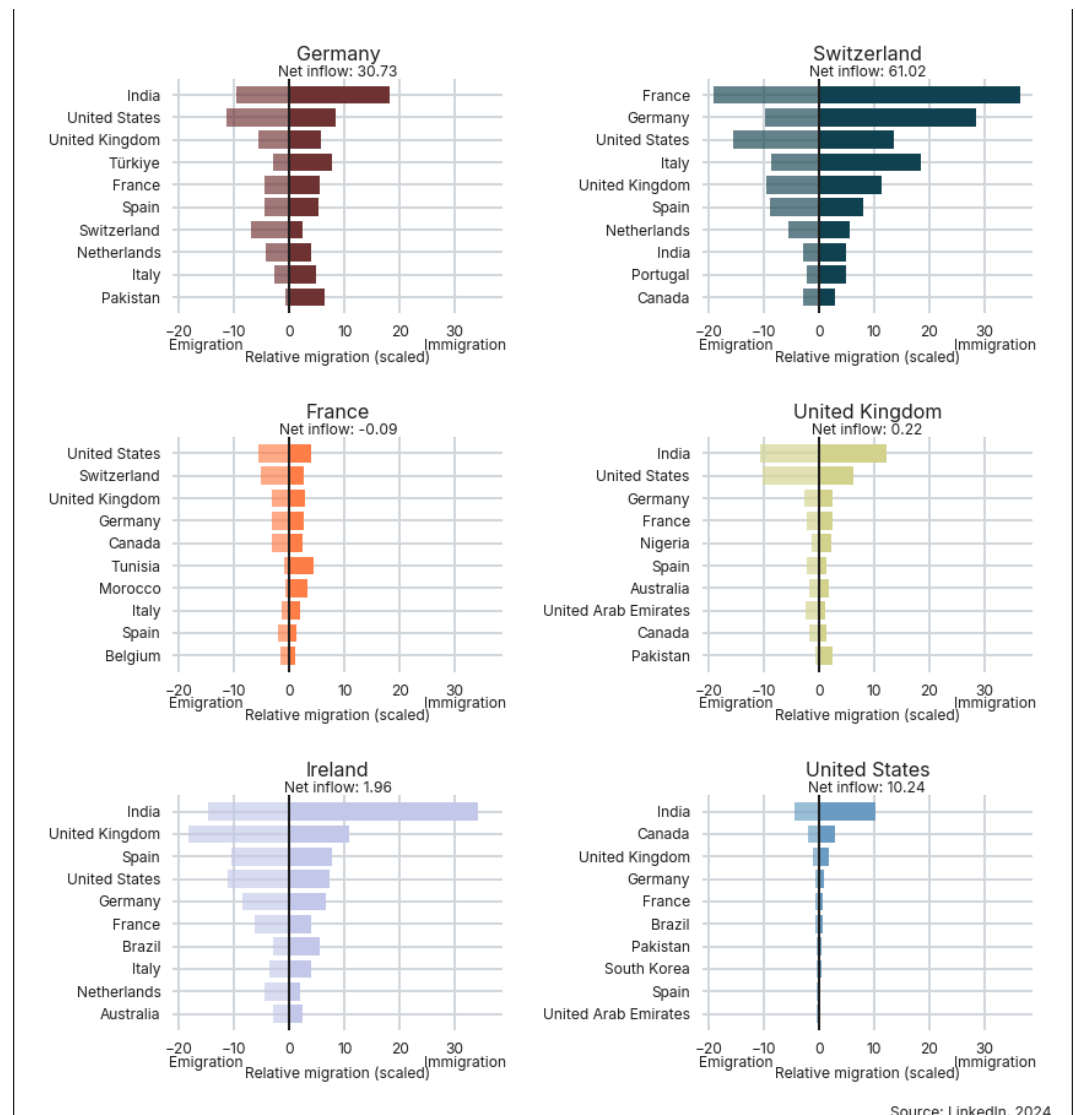 Germany
Net inflow: 30.73
India
United States
United Kingdom
Türkiye
France
Spain
Switzerland
Netherlands
Italy
Pakistan
−20 −10 0 10 20 30
Emigration Immigration
Relative migration (scaled)
Switzerland
Net inflow: 61.02
France
Germany
United States
Italy
United Kingdom
Spain
Netherlands
India
Portugal
Canada
−20 −10 0 10 20 30
Emigration Immigration
Relative migration (scaled)
France
Net inflow: -0.09
United States
Switzerland
United Kingdom
Germany
Canada
Tunisia
Morocco
Italy
Spain
Belgium
−20 −10 0 10 20 30
Emigration Immigration
Relative migration (scaled)
United Kingdom
Net inflow: 0.22
India
United States
Germany
France
Nigeria
Spain
Australia
United Arab Emirates
Canada
Pakistan
−20 −10 0 10 20 30
Emigration Immigration
Relative migration (scaled)
Ireland
Net inflow: 1.96
India
United Kingdom
Spain
United States
Germany
France
Brazil
Italy
Netherlands
Australia
−20 −10 0 10 20 30
Emigration Immigration
Relative migration (scaled)
United States
Net inflow: 10.24
India
Canada
United Kingdom
Germany
France
Brazil
Pakistan
South Korea
Spain
United Arab Emirates
−20 −10 0 10 20 30
Emigration Immigration
Relative migration (scaled)
Source: LinkedIn, 2024